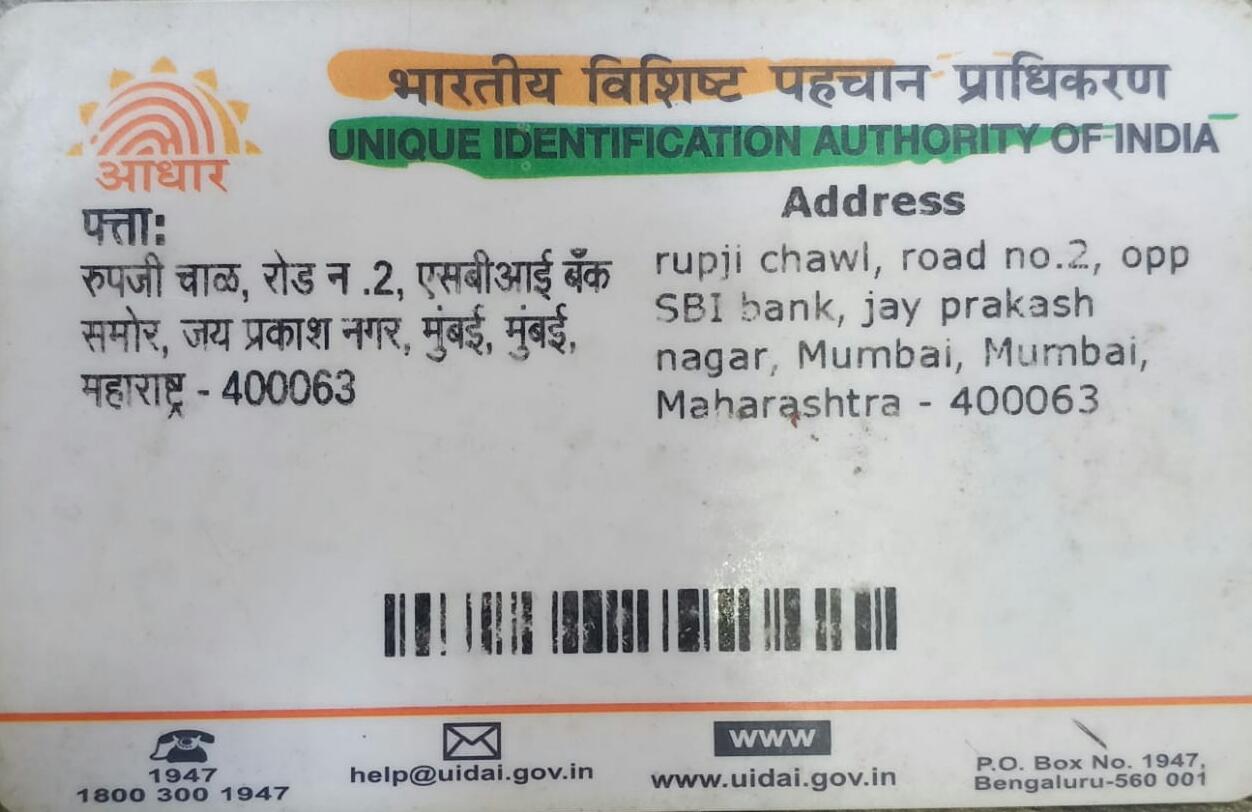 भारतीय विशिष्ट पहचान प्राधिकरण
UNIQUE IDENTIFICATION AUTHORITY OF INDIA
आधार
पत्ता:
रुपजी चाळ, रोड न .2, एसबीआई बँक
समोर, जय प्रकाश नगर, मुंबई, मुंबई,
महाराष्ट्र - 400063
Address
rupji chawl, road no.2, opp
SBI bank, jay prakash
nagar, Mumbai, Mumbai,
Maharashtra - 400063
1947
1800 300 1947
help@uidai.gov.in
www
www.uidai.gov.in
P.O. Box No. 1947,
Bengaluru-560 001